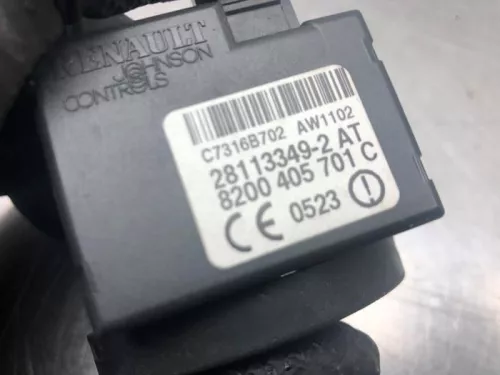 RENAULT
JOHNSON
CONTROLS
C7316B702 AW1102
28113349-2 AT
8200 405 701 C
CE 0523